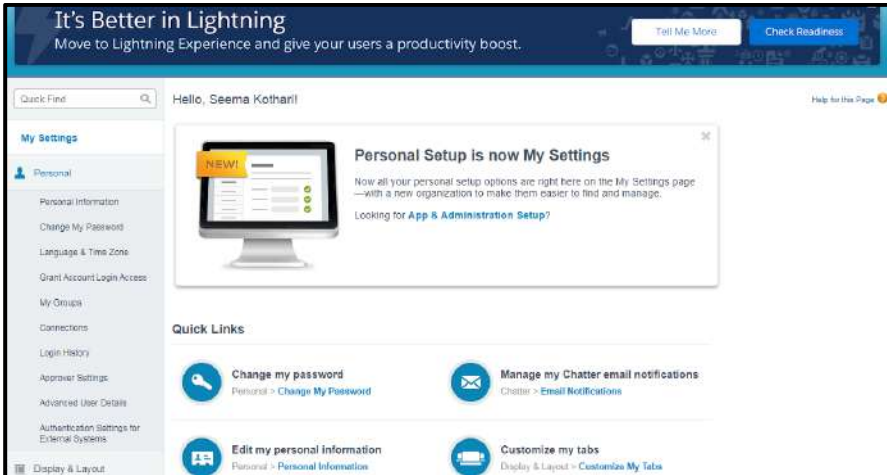 It's Better in Lightning
Move to Lightning Experience and give your users a productivity boost.
Tell Me More
Check Readiness
Quick Find
Hello, Seema Kothari!
Help for this Page
My Settings
Personal
Personal Information
Change My Password
Language & Time Zone
Grant Account Login Access
My Groups
Connections
Login History
Approver Settings
Advanced User Details
Authentication Settings for
External Systems
Display & Layout
NEW!
Personal Setup is now My Settings
Now all your personal setup options are right here on the My Settings page
—with a new organization to make them easier to find and manage.
Looking for App & Administration Setup?
Quick Links
Change my password
Personal > Change My Password
Manage my Chatter email notifications
Chatter > Email Notifications
Edit my personal information
Personal > Personal Information
Customize my tabs
Display & Layout > Customize My Tabs